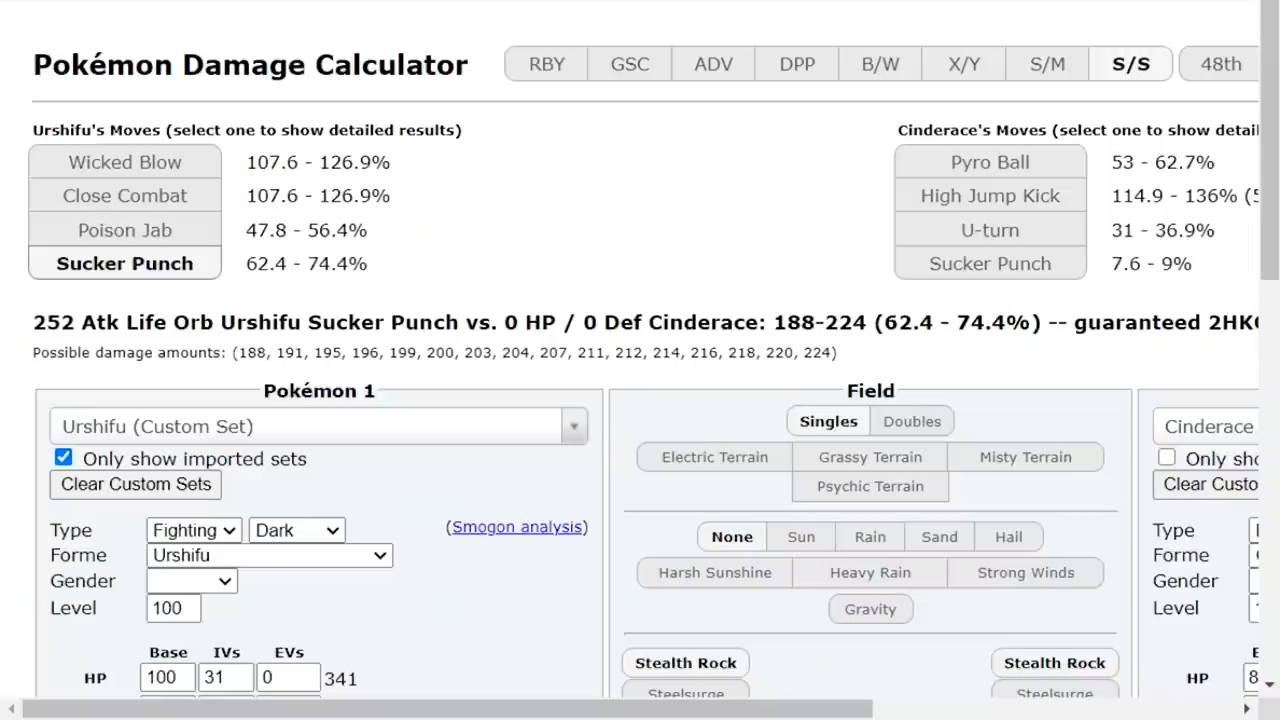 Pokémon Damage Calculator
RBY GSC ADV DPP B/W X/Y S/M S/S 48th
Urshifu's Moves (select one to show detailed results)
Wicked Blow 107.6 - 126.9%
Close Combat 107.6 - 126.9%
Poison Jab 47.8 - 56.4%
Sucker Punch 62.4 - 74.4%
Cinderace's Moves (select one to show detail
Pyro Ball 53 - 62.7%
High Jump Kick 114.9 - 136% (5
U-turn 31 - 36.9%
Sucker Punch 7.6 - 9%
252 Atk Life Orb Urshifu Sucker Punch vs. 0 HP / 0 Def Cinderace: 188-224 (62.4 - 74.4%) -- guaranteed 2HKO
Possible damage amounts: (188, 191, 195, 196, 199, 200, 203, 204, 207, 211, 212, 214, 216, 218, 220, 224)
Pokémon 1
Urshifu (Custom Set)
Only show imported sets
Clear Custom Sets
Type Fighting Dark (Smogon analysis)
Forme Urshifu
Gender
Level 100
Base IVs EVs
HP 100 31 0 341
Field
Singles Doubles
Electric Terrain Grassy Terrain Misty Terrain
Psychic Terrain
None Sun Rain Sand Hail
Harsh Sunshine Heavy Rain Strong Winds
Gravity
Stealth Rock Stealth Rock
Steelsurge Steelsurge
Cinderace
Only sho
Clear Custo
Type
Forme
Gender
Level
HP 8